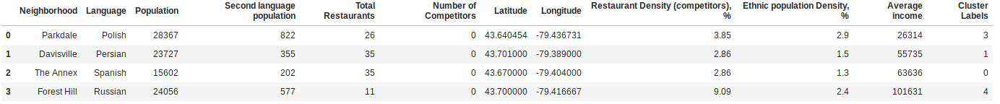 Neighborhood Language Population Second language population Total Restaurants Number of Competitors Latitude Longitude Restaurant Density (competitors), % Ethnic population Density, % Average income Cluster Labels
0 Parkdale Polish 28367 822 26 0 43.640454 -79.436731 3.85 2.9 26314 3
1 Davisville Persian 23727 355 35 0 43.701000 -79.389000 2.86 1.5 55735 1
2 The Annex Spanish 15602 202 35 0 43.670000 -79.404000 2.86 1.3 63636 0
3 Forest Hill Russian 24056 577 11 0 43.700000 -79.416667 9.09 2.4 101631 4